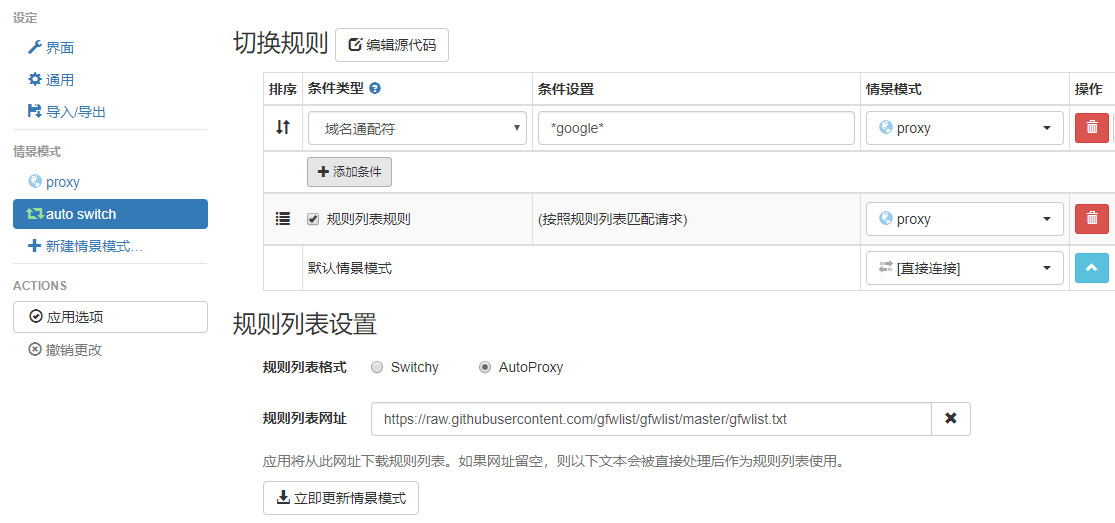 设定
界面
通用
导入/导出
情景模式
proxy
auto switch
新建情景模式...
ACTIONS
应用选项
撤销更改
切换规则 编辑源代码
排序 条件类型 条件设置 情景模式 操作
域名通配符 *google* proxy
添加条件
规则列表规则 (按照规则列表匹配请求) proxy
默认情景模式 [直接连接]
规则列表设置
规则列表格式 Switchy AutoProxy
规则列表网址 https://raw.githubusercontent.com/gfwlist/gfwlist/master/gfwlist.txt
应用将从此网址下载规则列表。如果网址留空，则以下文本会被直接处理后作为规则列表使用。
立即更新情景模式